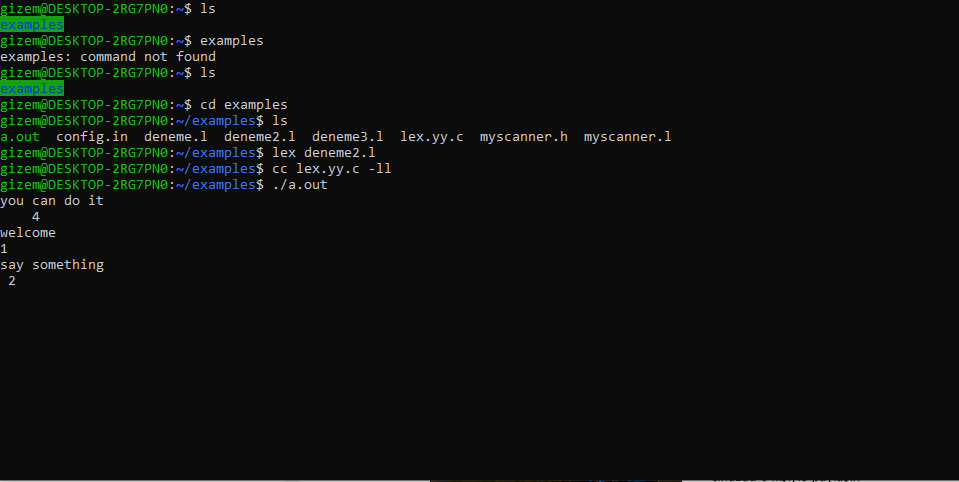 gizem@DESKTOP-2RG7PN0:~$ ls
examples
gizem@DESKTOP-2RG7PN0:~$ examples
examples: command not found
gizem@DESKTOP-2RG7PN0:~$ ls
examples
gizem@DESKTOP-2RG7PN0:~$ cd examples
gizem@DESKTOP-2RG7PN0:~/examples$ ls
a.out  config.in  deneme.l  deneme2.l  deneme3.l  lex.yy.c  myscanner.h  myscanner.l
gizem@DESKTOP-2RG7PN0:~/examples$ lex deneme2.l
gizem@DESKTOP-2RG7PN0:~/examples$ cc lex.yy.c -ll
gizem@DESKTOP-2RG7PN0:~/examples$ ./a.out
you can do it
    4
welcome
1
say something
 2